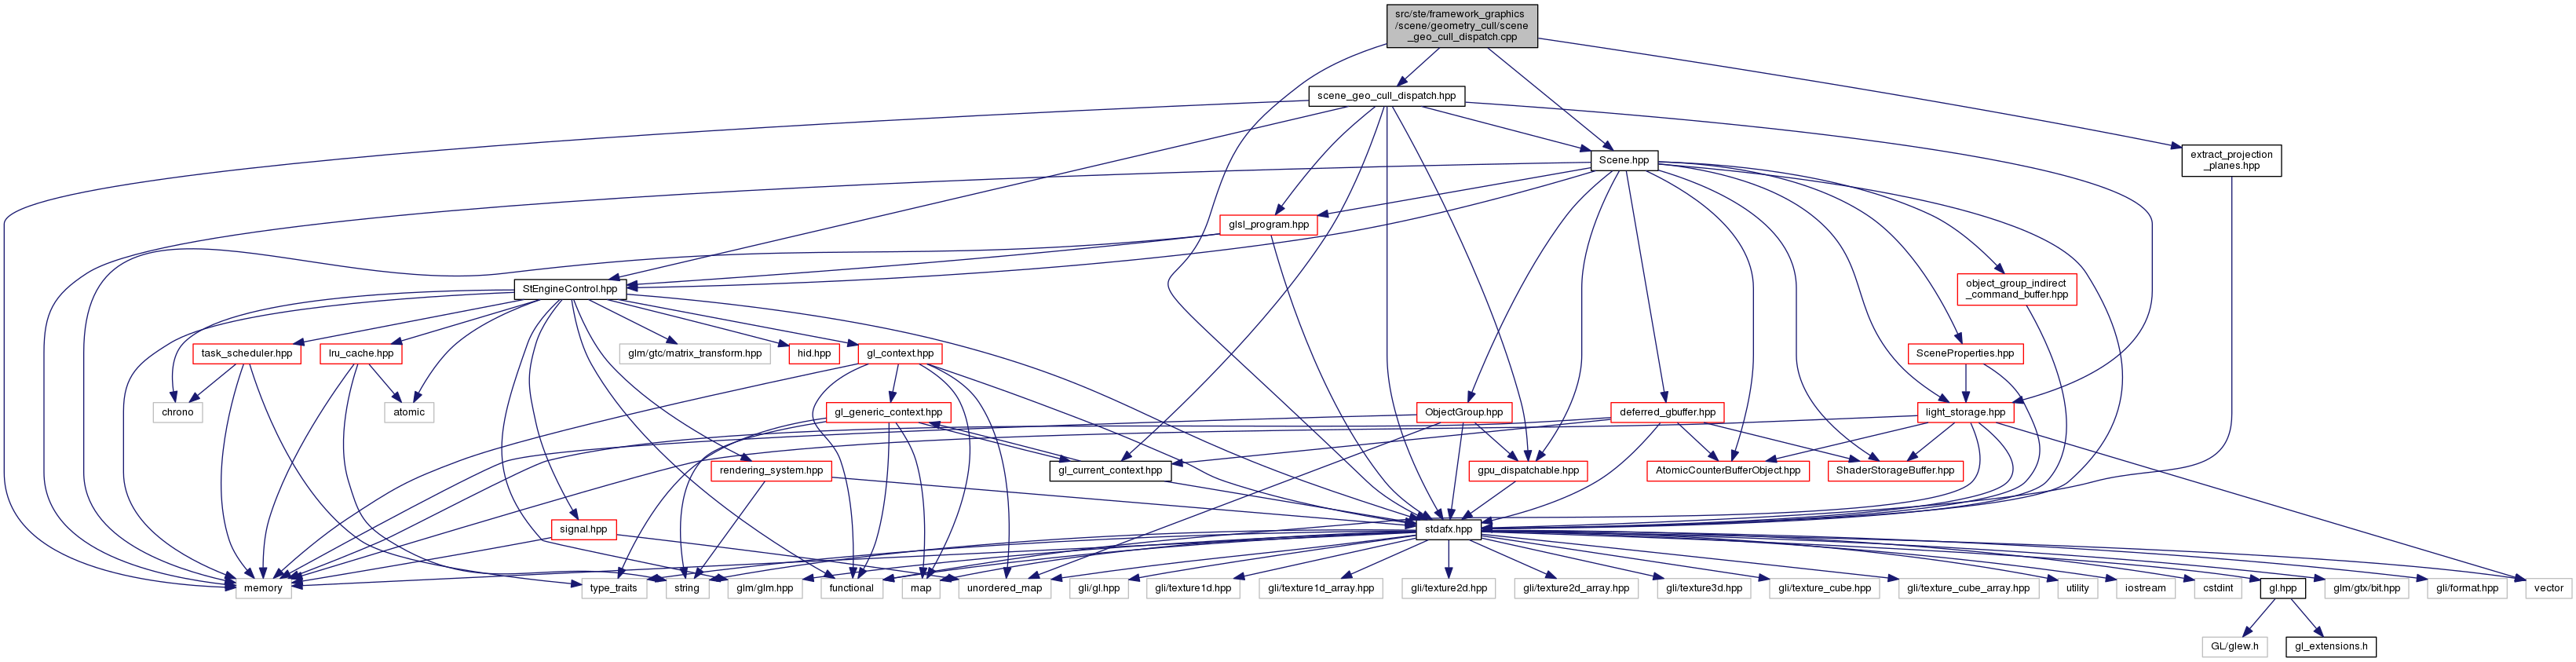 src/ste/framework_graphics
/scene/geometry_cull/scene
_geo_cull_dispatch.cpp
scene_geo_cull_dispatch.hpp
Scene.hpp
extract_projection
_planes.hpp
glsl_program.hpp
StEngineControl.hpp
object_group_indirect
_command_buffer.hpp
task_scheduler.hpp
lru_cache.hpp
glm/gtc/matrix_transform.hpp
hid.hpp
gl_context.hpp
SceneProperties.hpp
chrono
atomic
gl_generic_context.hpp
ObjectGroup.hpp
deferred_gbuffer.hpp
light_storage.hpp
rendering_system.hpp
gl_current_context.hpp
gpu_dispatchable.hpp
AtomicCounterBufferObject.hpp
ShaderStorageBuffer.hpp
signal.hpp
stdafx.hpp
memory
type_traits
string
glm/glm.hpp
functional
map
unordered_map
gli/gl.hpp
gli/texture1d.hpp
gli/texture1d_array.hpp
gli/texture2d.hpp
gli/texture2d_array.hpp
gli/texture3d.hpp
gli/texture_cube.hpp
gli/texture_cube_array.hpp
utility
iostream
cstdint
gl.hpp
glm/gtx/bit.hpp
gli/format.hpp
vector
GL/glew.h
gl_extensions.h